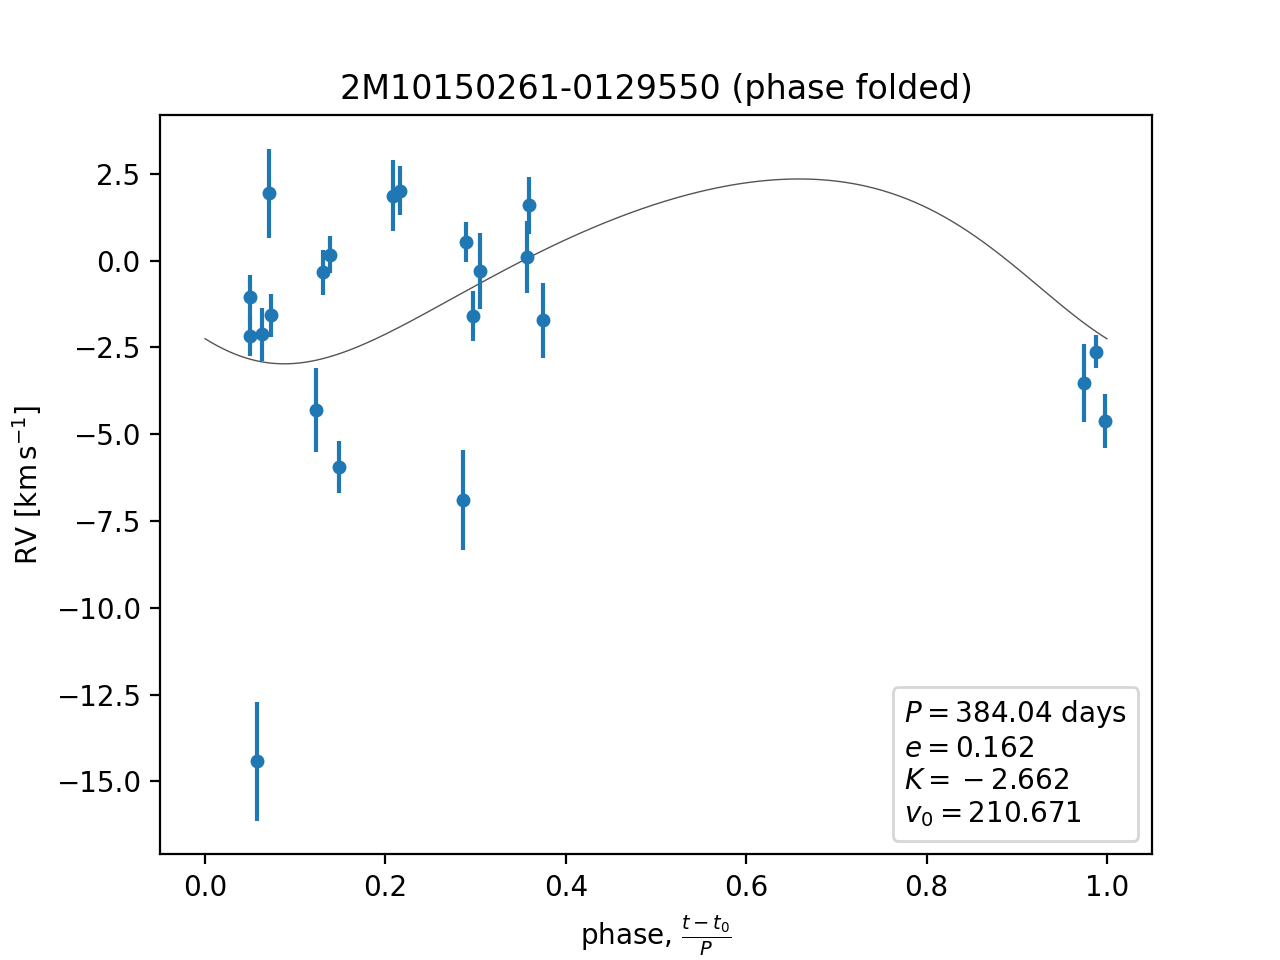 2M10150261-0129550 (phase folded)
RV [km s⁻¹]
2.5
0.0
−2.5
−5.0
−7.5
−10.0
−12.5
−15.0
P = 384.04 days
e = 0.162
K = −2.662
v₀ = 210.671
0.0 0.2 0.4 0.6 0.8 1.0
phase, (t − t₀)/P